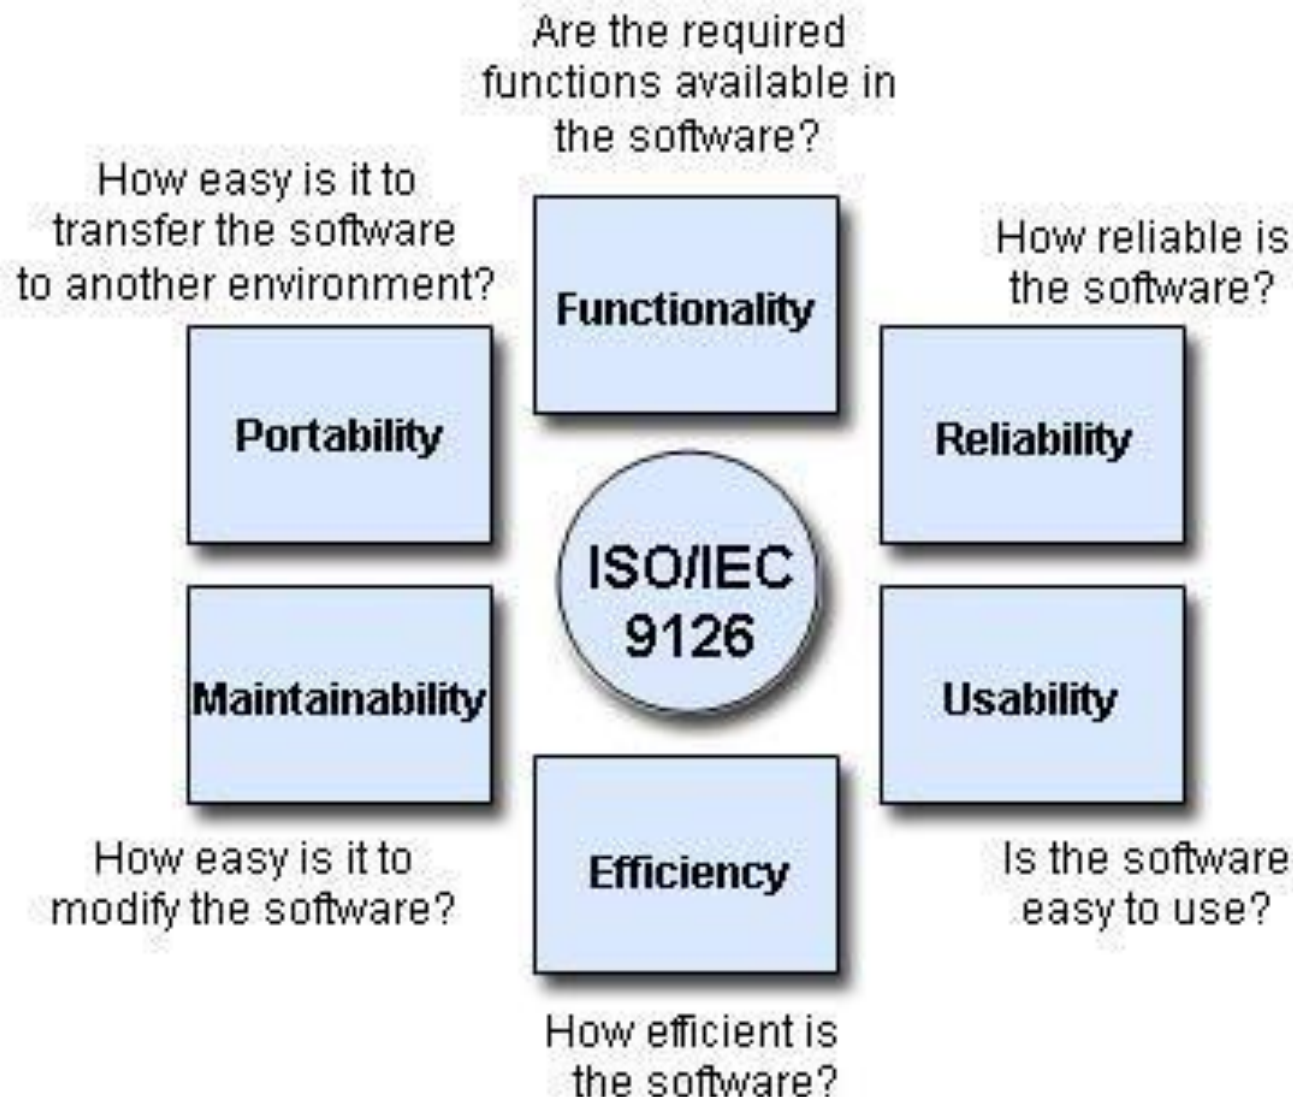 Are the required
functions available in
the software?
How easy is it to
transfer the software
to another environment?
How reliable is
the software?
Functionality
Portability
Reliability
ISO/IEC
9126
Maintainability
Usability
Efficiency
How easy is it to
modify the software?
Is the software
easy to use?
How efficient is
the software?